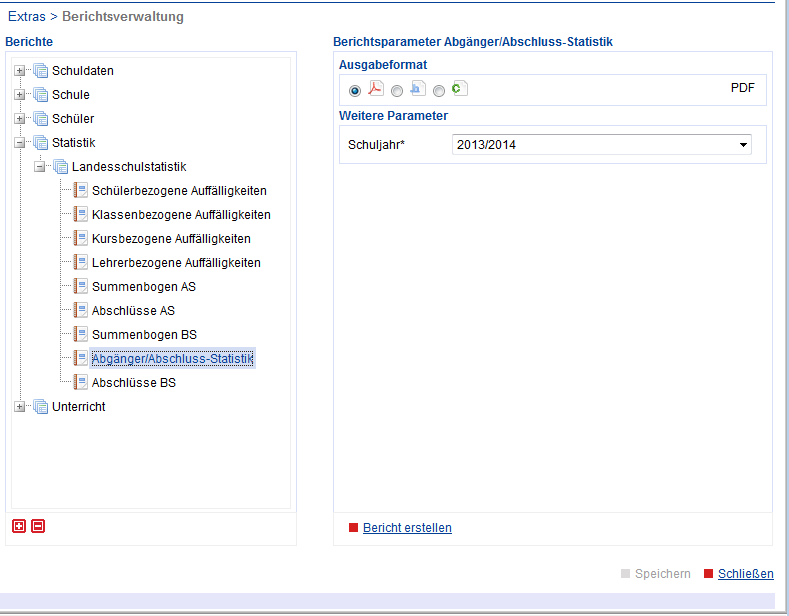 Extras > Berichtsverwaltung
Berichte
Schuldaten
Schule
Schüler
Statistik
Landesschulstatistik
Schülerbezogene Auffälligkeiten
Klassenbezogene Auffälligkeiten
Kursbezogene Auffälligkeiten
Lehrerbezogene Auffälligkeiten
Summenbogen AS
Abschlüsse AS
Summenbogen BS
Abgänger/Abschluss-Statistik
Abschlüsse BS
Unterricht
Berichtsparameter Abgänger/Abschluss-Statistik
Ausgabeformat
PDF
Weitere Parameter
Schuljahr* 2013/2014
Bericht erstellen
Speichern Schließen